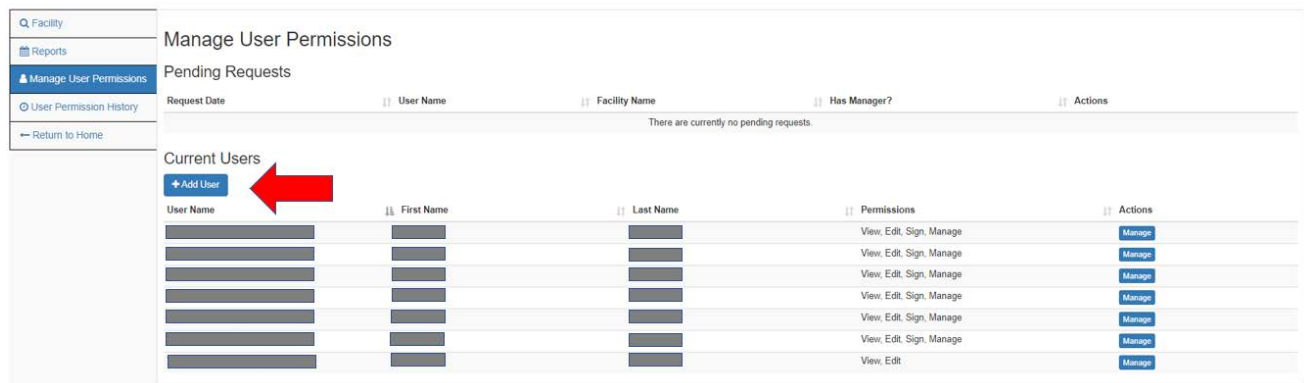 Facility
Reports
Manage User Permissions
User Permission History
Return to Home
Manage User Permissions
Pending Requests
Request Date User Name Facility Name Has Manager? Actions
There are currently no pending requests.
Current Users
+ Add User
User Name First Name Last Name Permissions Actions
View, Edit, Sign, Manage Manage
View, Edit, Sign, Manage Manage
View, Edit, Sign, Manage Manage
View, Edit, Sign, Manage Manage
View, Edit, Sign, Manage Manage
View, Edit, Sign, Manage Manage
View, Edit Manage